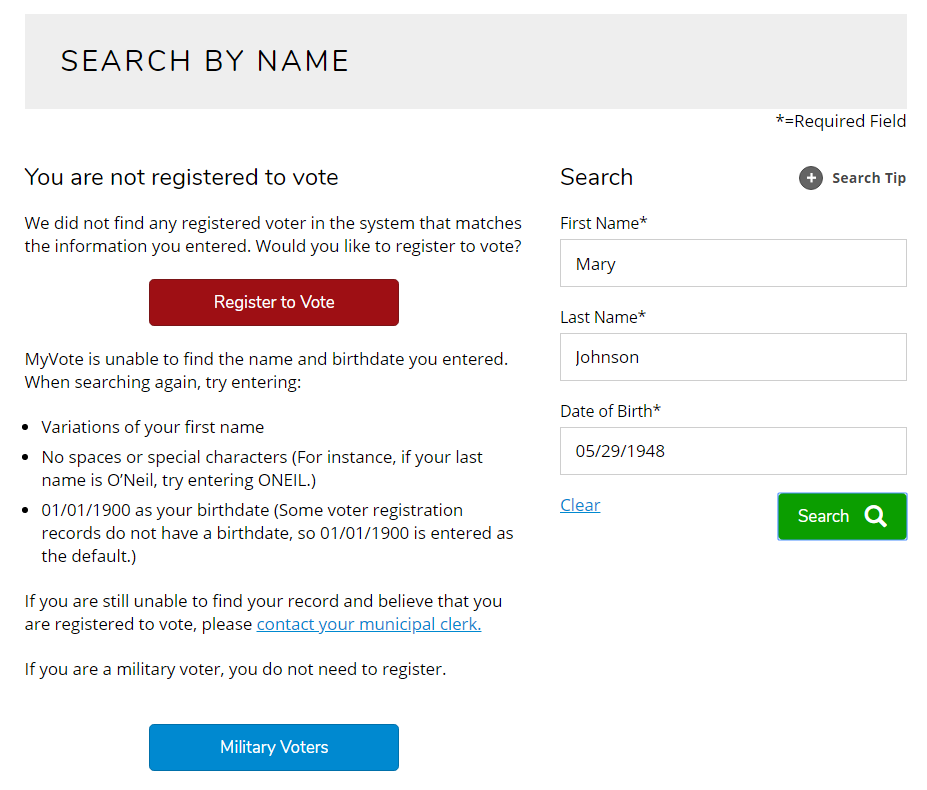 SEARCH BY NAME
*=Required Field
You are not registered to vote
We did not find any registered voter in the system that matches
the information you entered. Would you like to register to vote?
Register to Vote
MyVote is unable to find the name and birthdate you entered.
When searching again, try entering:
• Variations of your first name
• No spaces or special characters (For instance, if your last
name is O’Neil, try entering ONEIL.)
• 01/01/1900 as your birthdate (Some voter registration
records do not have a birthdate, so 01/01/1900 is entered as
the default.)
If you are still unable to find your record and believe that you
are registered to vote, please contact your municipal clerk.
If you are a military voter, you do not need to register.
Military Voters
Search
Search Tip
First Name*
Mary
Last Name*
Johnson
Date of Birth*
05/29/1948
Clear
Search